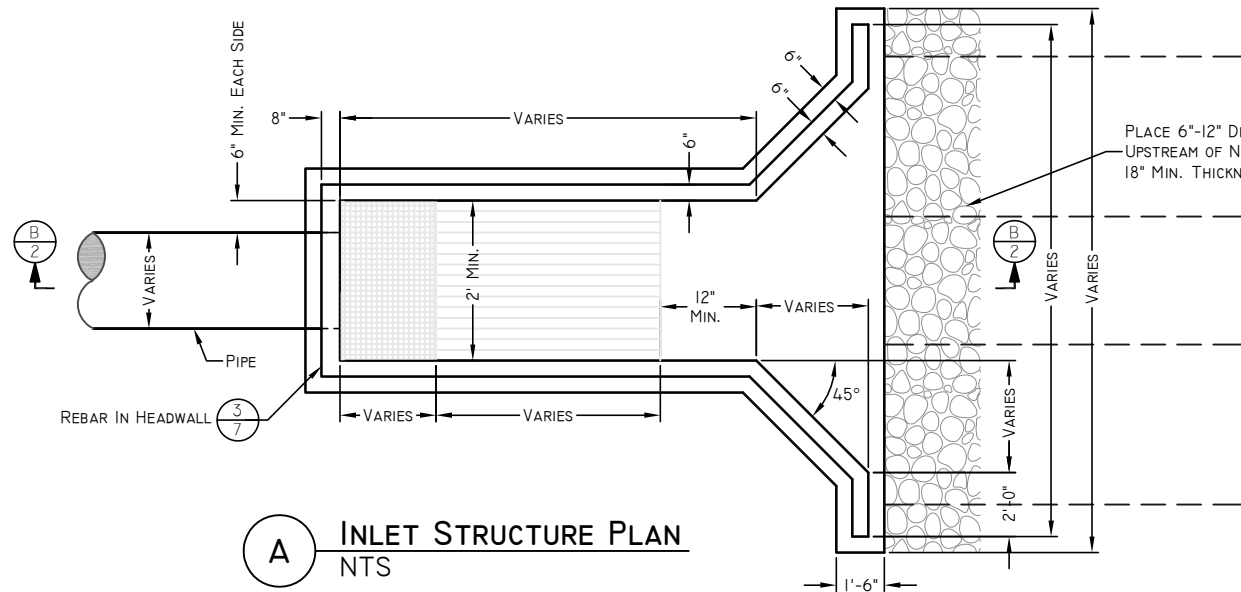 6" MIN. EACH SIDE
8"
VARIES
6"
6"
6"
PLACE 6"-12"
UPSTREAM OF
18" MIN.
B
2
VARIES
2' MIN.
12"
MIN.
VARIES
B
2
VARIES
VARIES
PIPE
REBAR IN HEADWALL
3
7
VARIES
VARIES
45°
VARIES
2'-0"
1'-6"
A
INLET STRUCTURE PLAN
NTS